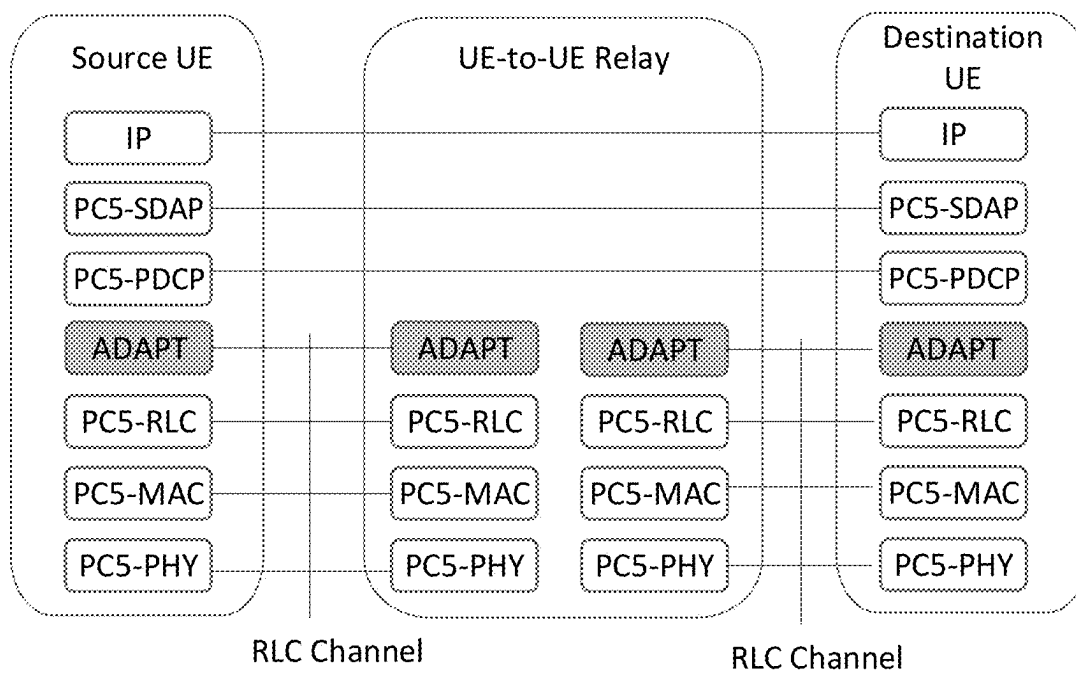 Source UE
UE-to-UE Relay
Destination
UE
IP
IP
PC5-SDAP
PC5-SDAP
PC5-PDCP
PC5-PDCP
ADAPT
ADAPT
ADAPT
ADAPT
PC5-RLC
PC5-RLC
PC5-RLC
PC5-RLC
PC5-MAC
PC5-MAC
PC5-MAC
PC5-MAC
PC5-PHY
PC5-PHY
PC5-PHY
PC5-PHY
RLC Channel
RLC Channel